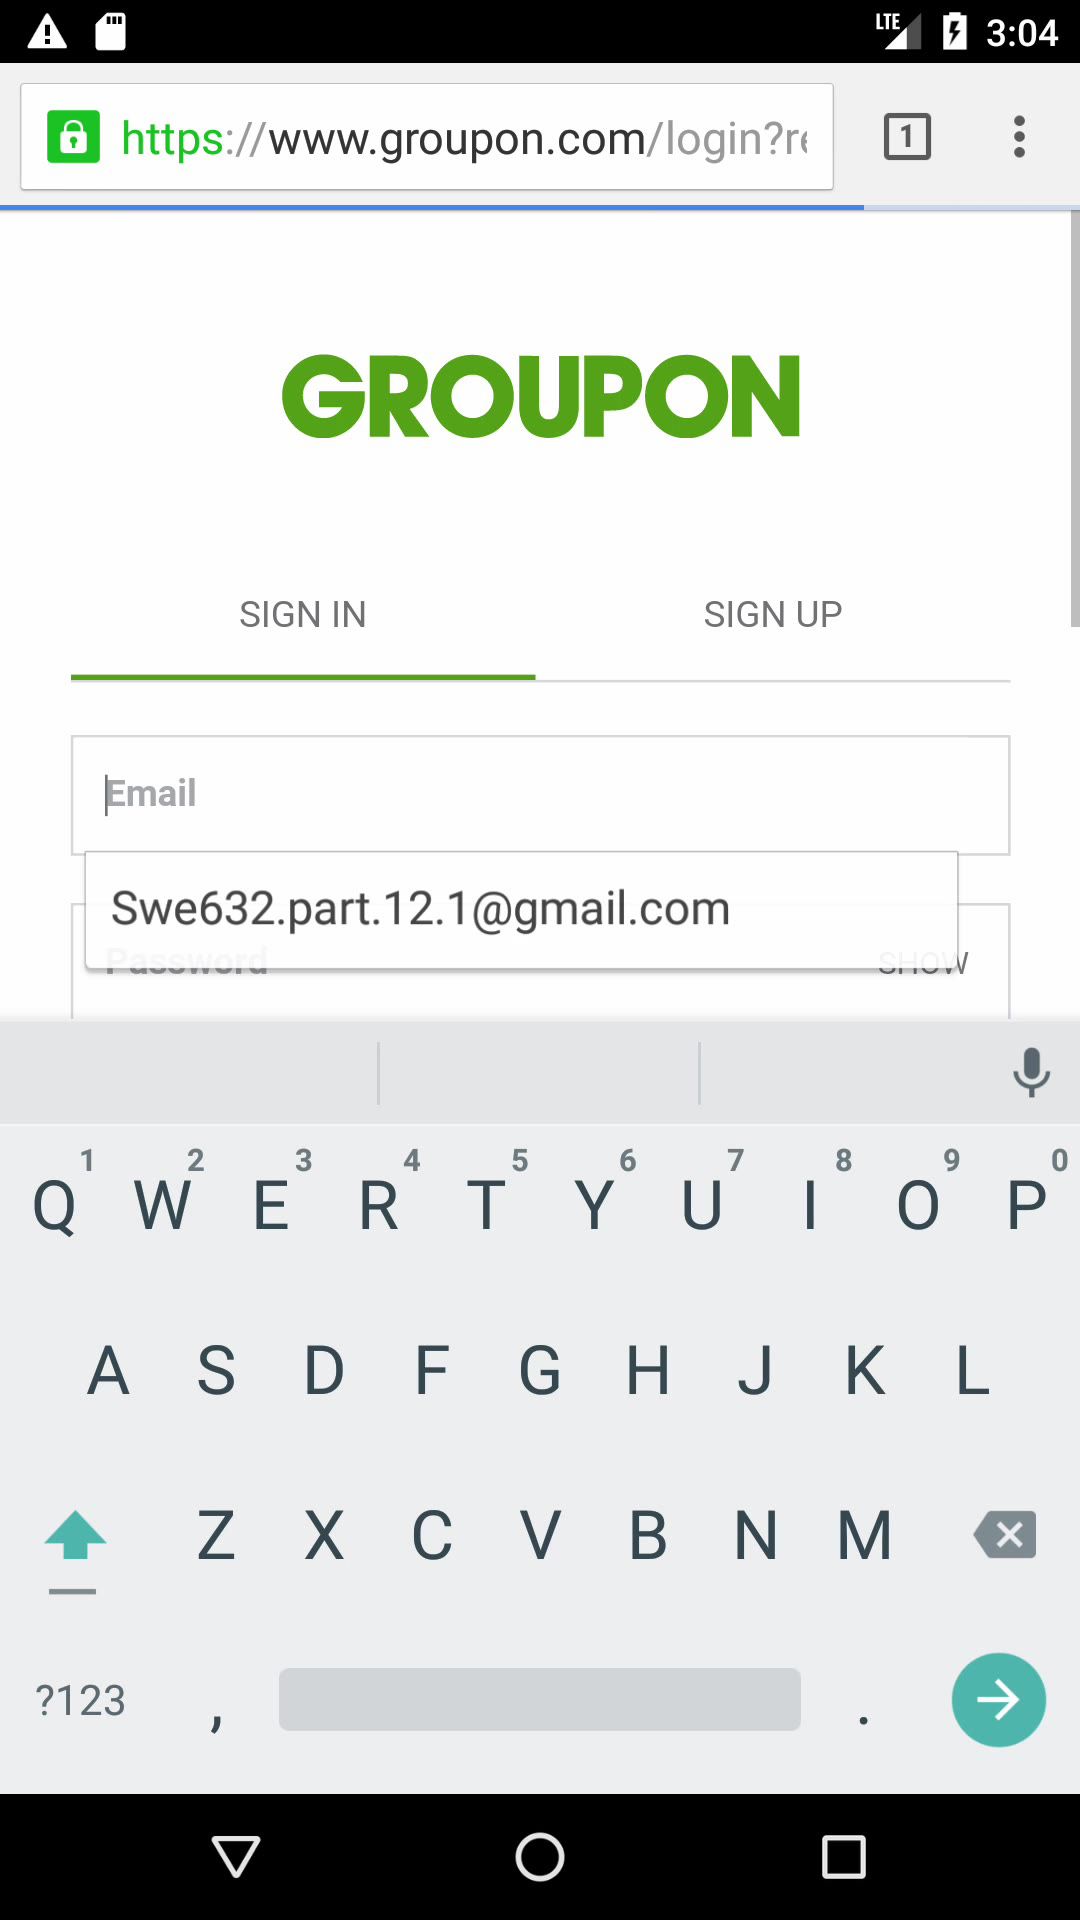 LTE 3:04
https://www.groupon.com/login?re
1
GROUPON
SIGN IN SIGN UP
Email
Swe632.part.12.1@gmail.com
Password SHOW
1 2 3 4 5 6 7 8 9 0
Q W E R T Y U I O P
A S D F G H J K L
Z X C V B N M
?123 , .